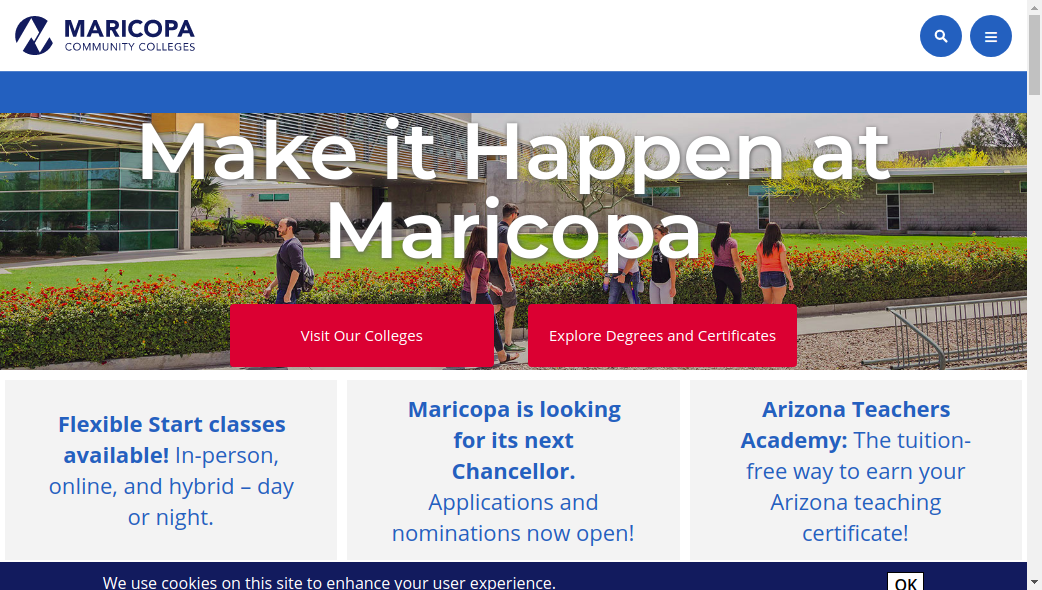 MARICOPA
COMMUNITY COLLEGES
Make it Happen at
Maricopa
Visit Our Colleges
Explore Degrees and Certificates
Flexible Start classes
available! In-person,
online, and hybrid – day
or night.
Maricopa is looking
for its next
Chancellor.
Applications and
nominations now open!
Arizona Teachers
Academy: The tuition-
free way to earn your
Arizona teaching
certificate!
We use cookies on this site to enhance your user experience.
OK